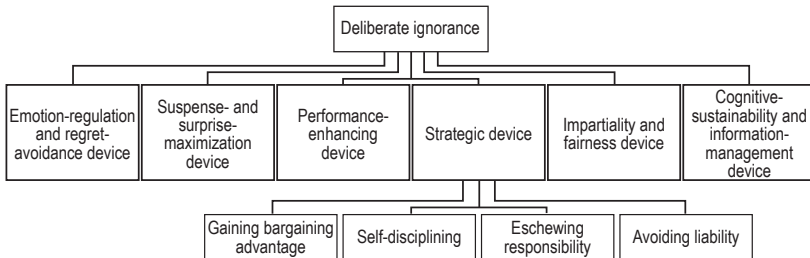 Deliberate ignorance
Emotion-regulation
and regret-
avoidance device
Suspense- and
surprise-
maximization
device
Performance-
enhancing
device
Strategic device
Impartiality and
fairness device
Cognitive-
sustainability and
information-
management
device
Gaining bargaining
advantage
Self-disciplining
Eschewing
responsibility
Avoiding liability